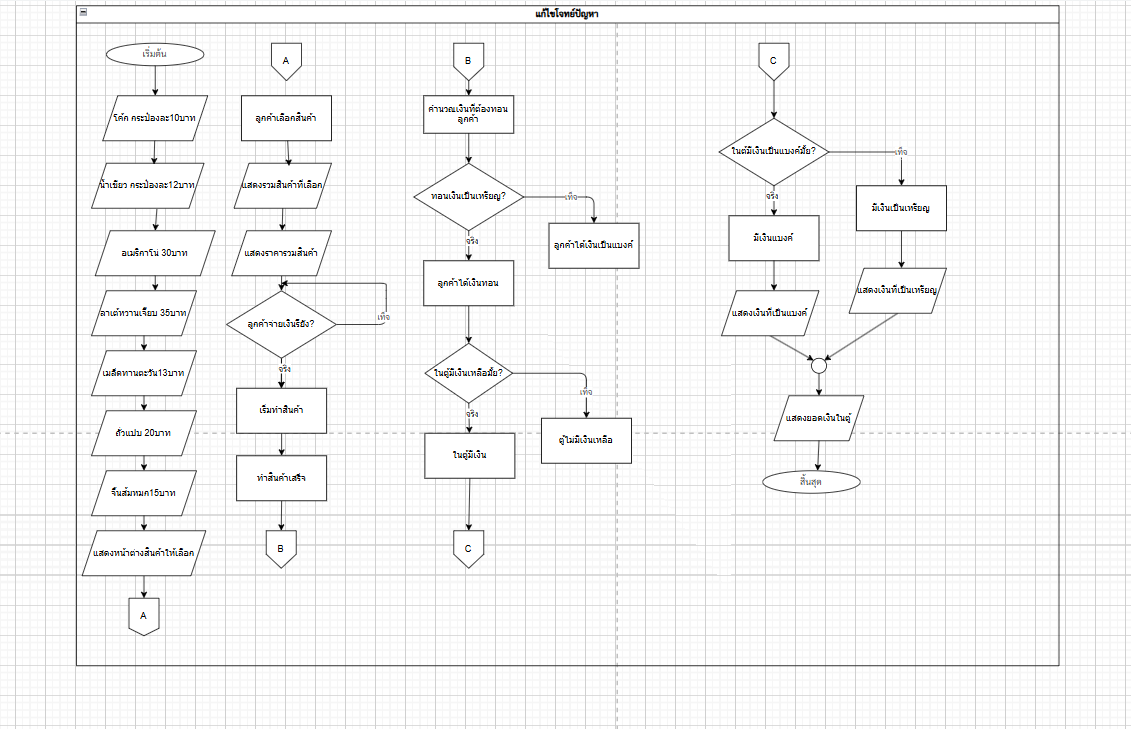 แก้ไขโจทย์ปัญหา
เริ่มต้น
โค้ก กระป๋องละ10บาท
น้ำเขียว กระป๋องละ12บาท
อเมริกาโน่ 30บาท
ลาเต้หวานเจี๊ยบ 35บาท
เมล็ดทานตะวัน13บาท
ถั่วแปบ 20บาท
จี๊นส้มหมค15บาท
แสดงหน้าต่างสินค้าให้เลือก
A
A
ลูกค้าเลือกสินค้า
แสดงรวมสินค้าที่เลือก
แสดงราคารวมสินค้า
ลูกค้าจ่ายเงินรึยัง?
เท็จ
จริง
เริ่มทำสินค้า
ทำสินค้าเสร็จ
B
B
คำนวณเงินที่ต้องทอน
ลูกค้า
ทอนเงินเป็นเหรียญ?
เท็จ
จริง
ลูกค้าได้เงินเป็นแบงค์
ลูกค้าได้เงินทอน
ในตู้มีเงินเหลือมั้ย?
เท็จ
จริง
ตู้ไม่มีเงินเหลือ
ในตู้มีเงิน
C
C
ในตู้มีเงินเป็นแบงค์มั้ย?
เท็จ
จริง
มีเงินเป็นเหรียญ
มีเงินแบงค์
แสดงเงินที่เป็นเหรียญ
แสดงเงินที่เป็นแบงค์
แสดงยอดเงินในตู้
สิ้นสุด